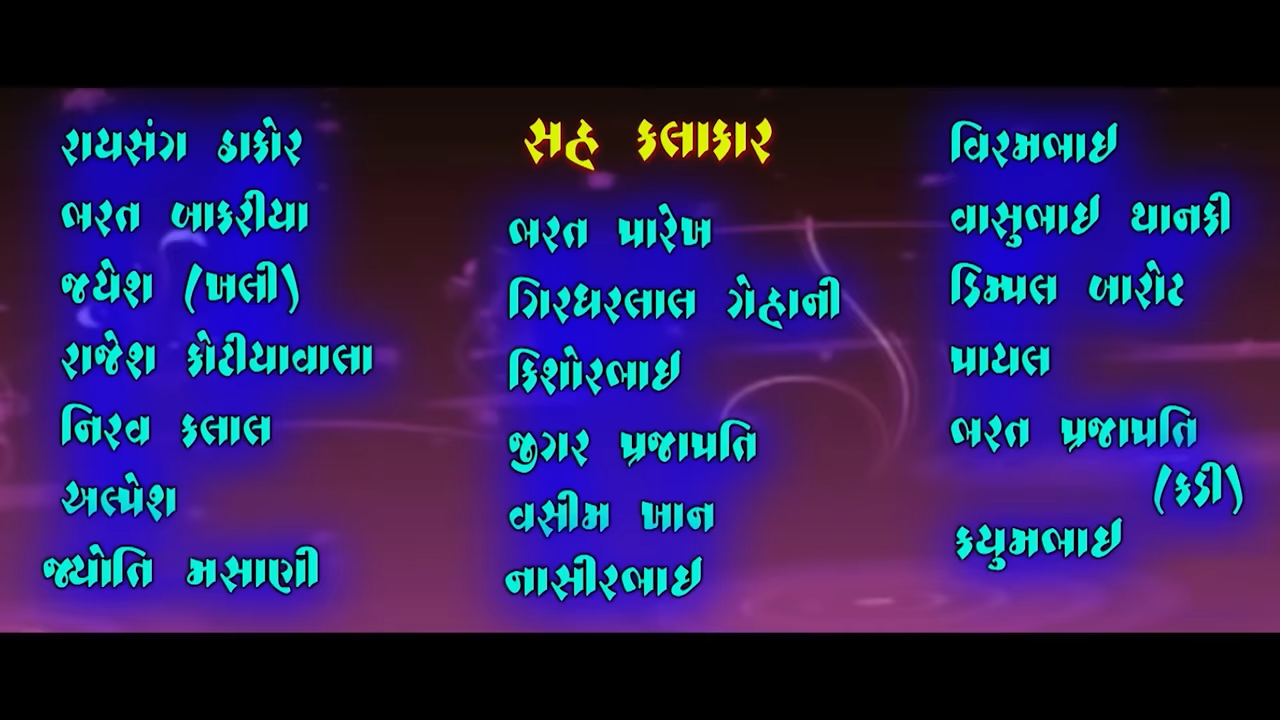 સહ કલાકાર
રાયસંગ ઠાકોર
ભરત બાકરીયા
જયેશ (ખલી)
રાજેશ કોટીયાવાલા
નિરવ કલાલ
અલ્પેશ
જ્યોતિ મસાણી
ભરત પારેખ
ગિરધરલાલ ગેહાની
કિશોરભાઈ
જીગર પ્રજાપતિ
વસીમ ખાન
નાસીરભાઈ
વિરમભાઈ
વાસુભાઈ થાનકી
ડિમ્પલ બારોટ
પાયલ
ભરત પ્રજાપતિ
(કડી)
કયુમભાઈ